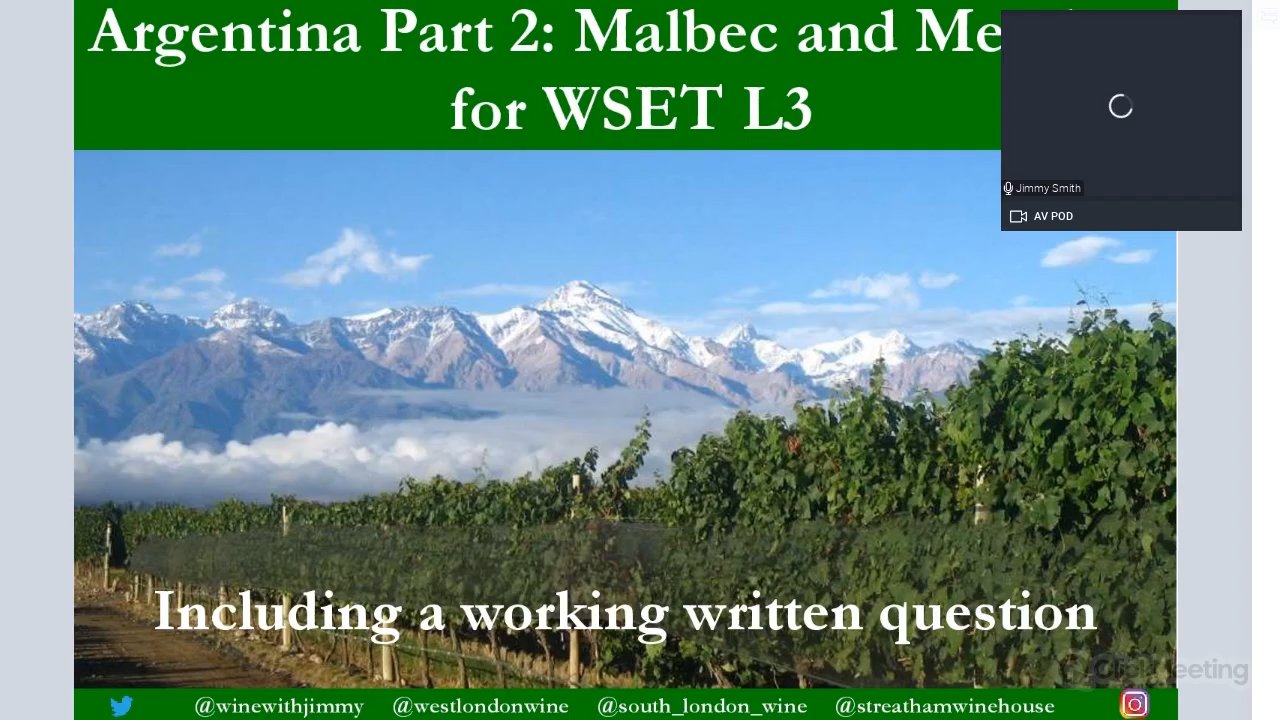 Argentina Part 2: Malbec and Me
for WSET L3
Jimmy Smith
AV POD
Including a working written question
@winewithjimmy @westlondonwine @south_london_wine @streathamwinehouse